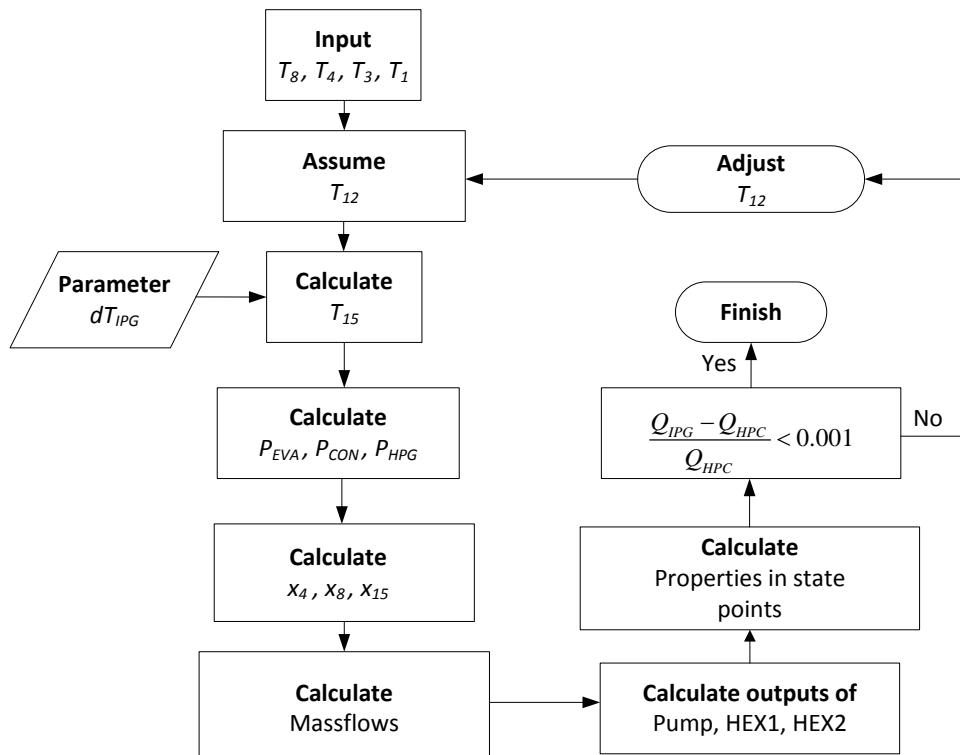 Input
T8, T4, T3, T1
Assume
T12
Adjust
T12
Parameter
dTIPG
Calculate
T15
Finish
Yes
Calculate
PEVA, PCON, PHPG
QIPG − QHPC
QHPC
< 0.001
No
Calculate
x4 , x8, x15
Calculate
Properties in state
points
Calculate
Massflows
Calculate outputs of
Pump, HEX1, HEX2